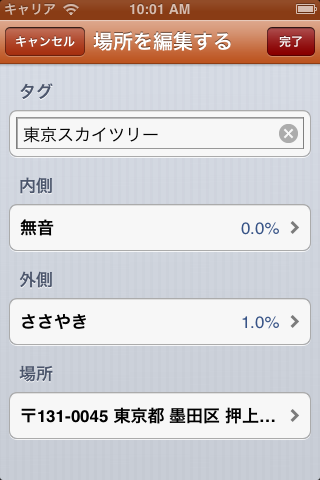 キャリア 10:01 AM
キャンセル 場所を編集する 完了
タグ
東京スカイツリー
内側
無音 0.0%
外側
ささやき 1.0%
場所
〒131-0045 東京都 墨田区 押上...